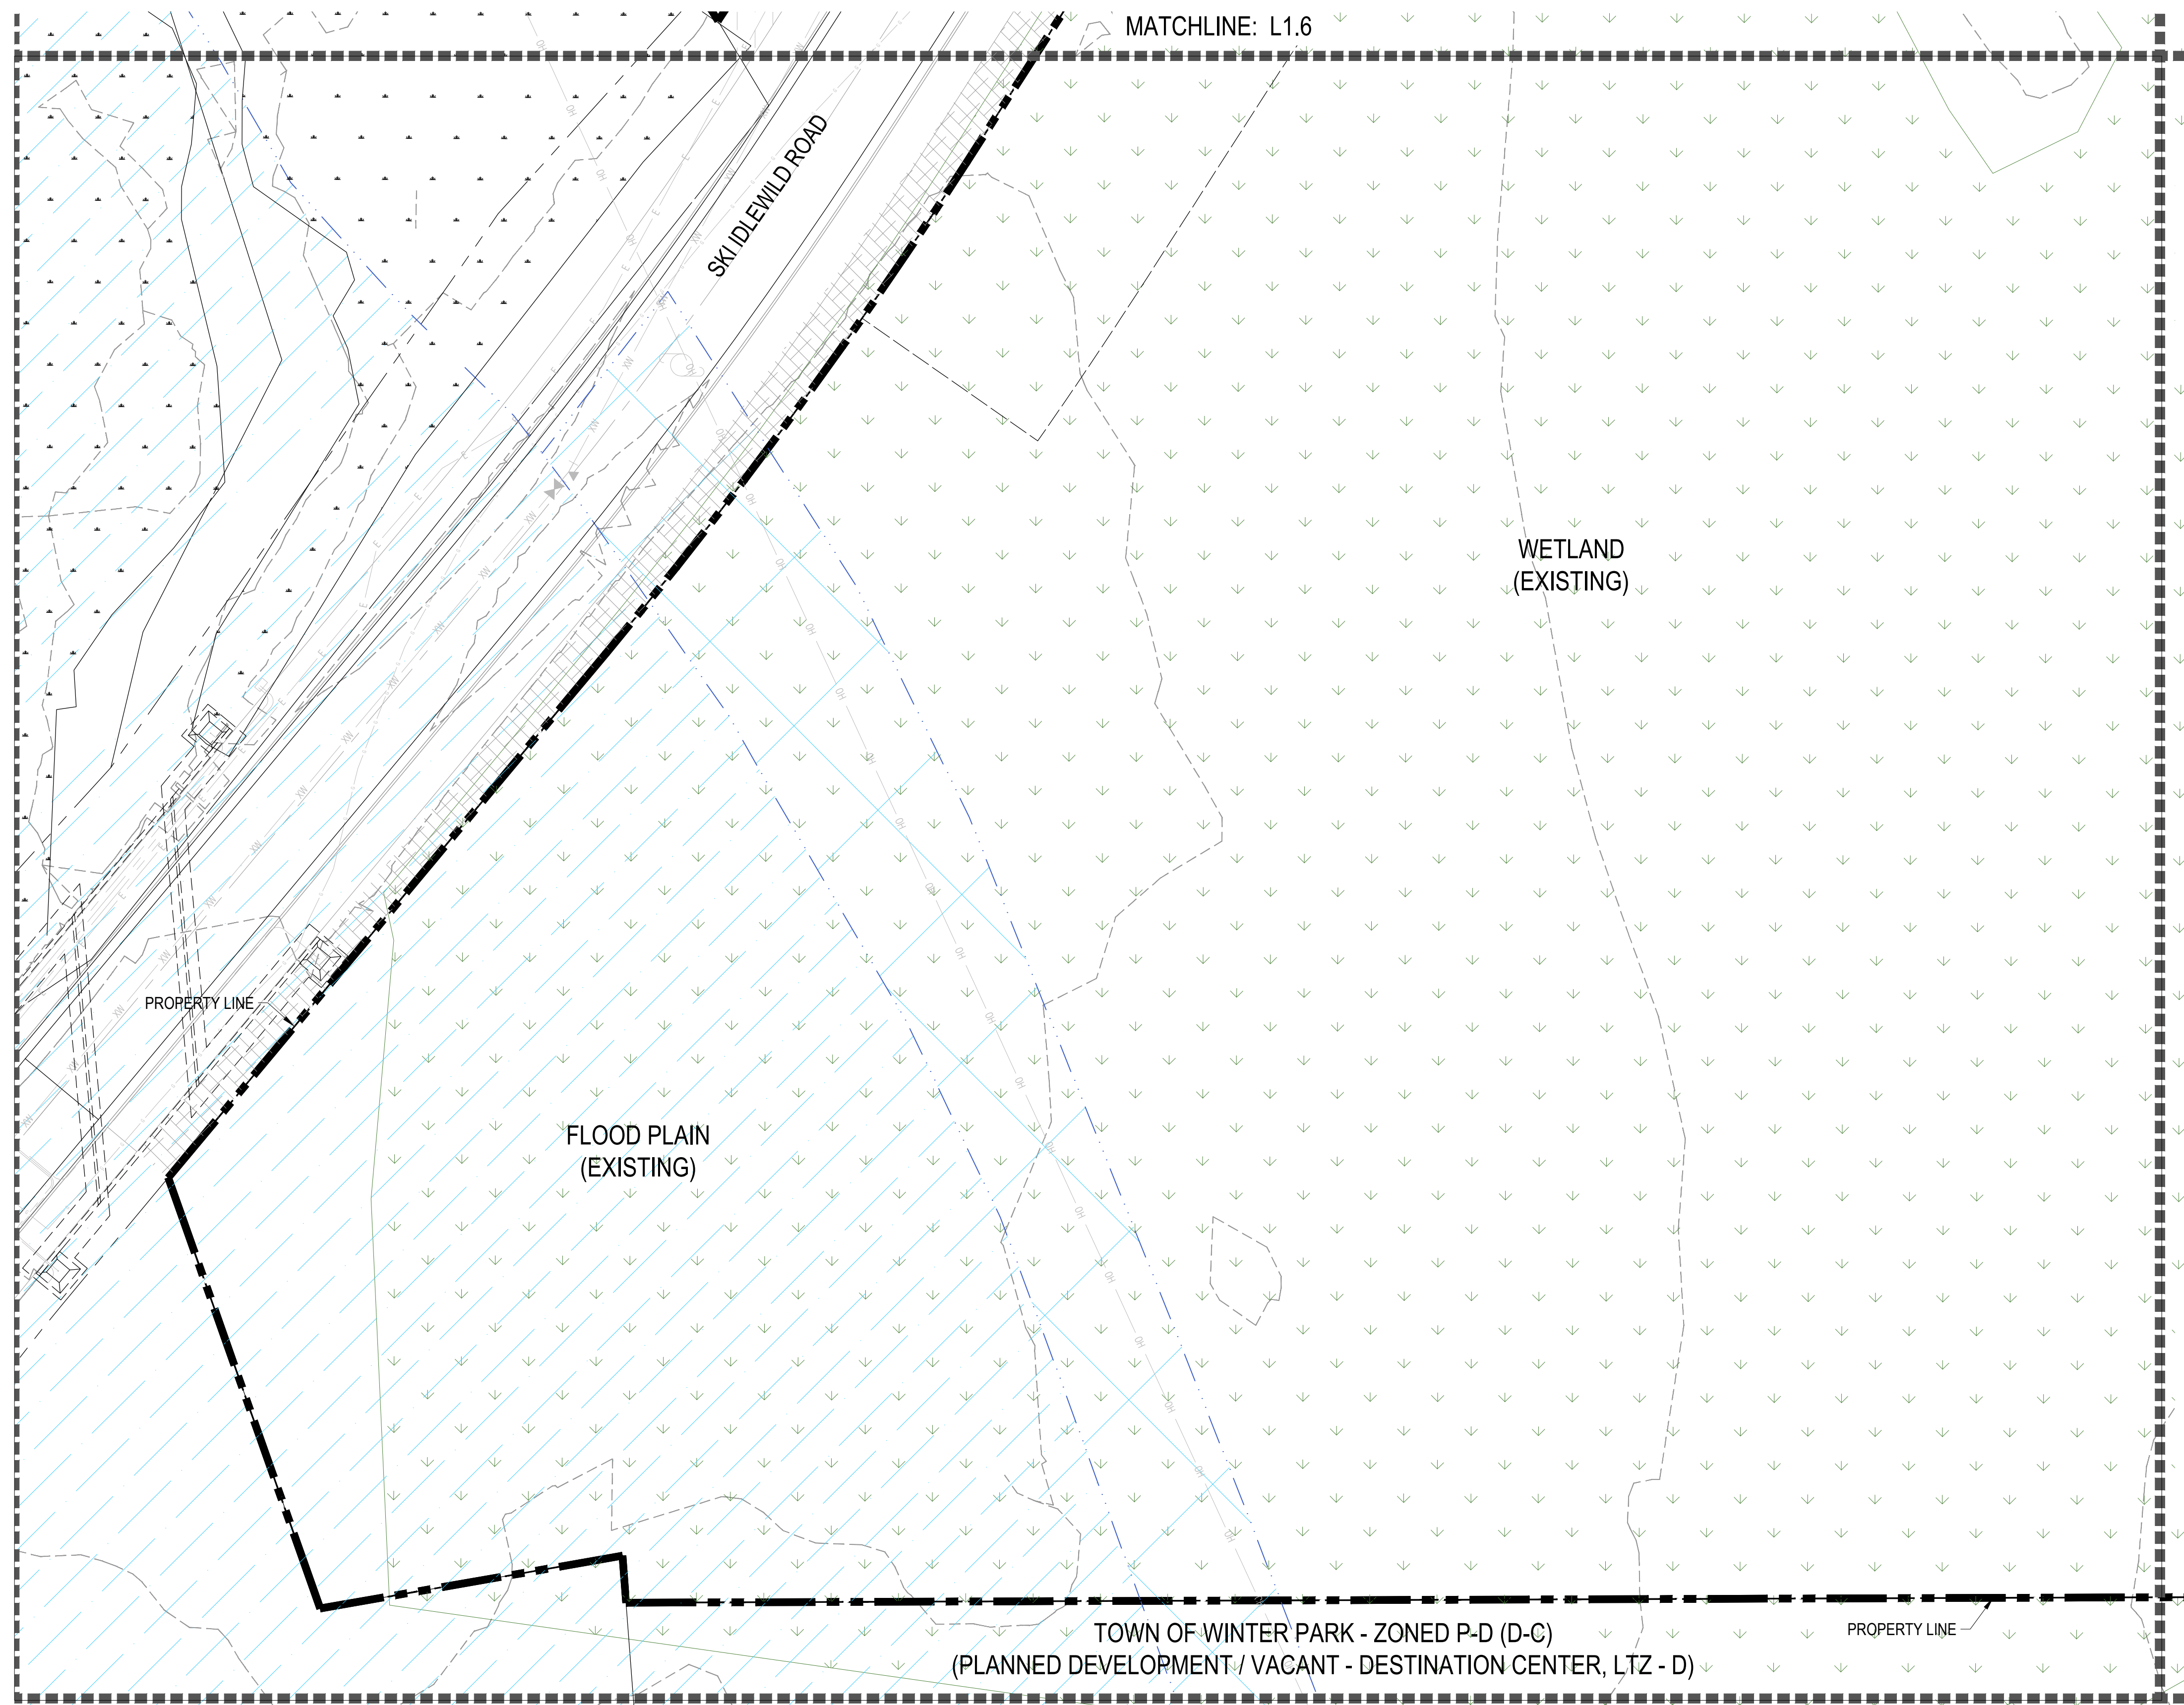 MATCHLINE: L1.6
SKI IDLEWILD ROAD
WETLAND
(EXISTING)
PROPERTY LINE
FLOOD PLAIN
(EXISTING)
TOWN OF WINTER PARK - ZONED P-D (D-C)
(PLANNED DEVELOPMENT / VACANT - DESTINATION CENTER, LTZ - D)
PROPERTY LINE